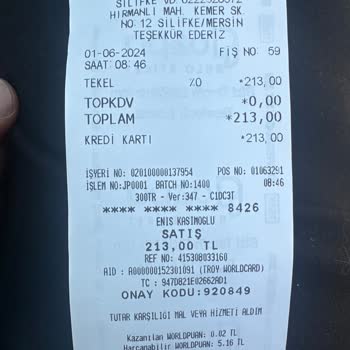 SİLİFKE VD
HIRMANLI MAH. KEMER SK.
NO:12 SİLİFKE/MERSİN
TEŞEKKÜR EDERİZ
01-06-2024 FİŞ NO: 59
SAAT: 08:46
TEKEL %0 *213,00
TOPKDV *0,00
TOPLAM *213,00
KREDİ KARTI *213,00
İŞYERİ NO: 020100000137954 POS NO: 01063291
İŞLEM NO:JP0001 BATCH NO:1400 08:46
300TR - Ver:347 - C1DC3T
**** **** **** 8426
ENIS KASIMOGLU
SATIŞ
213,00 TL
REF NO: 415308033160
AID : A0000000152301091 (TROY WORLDCARD)
TC : 947D821E02662AD1
ONAY KODU:920849
TUTAR KARŞILIĞI MAL VEYA HİZMETİ ALDIM
Kazanılan WORLDPUAN: 0.02 TL
Harcanabilir WORLDPUAN: 5.16 TL